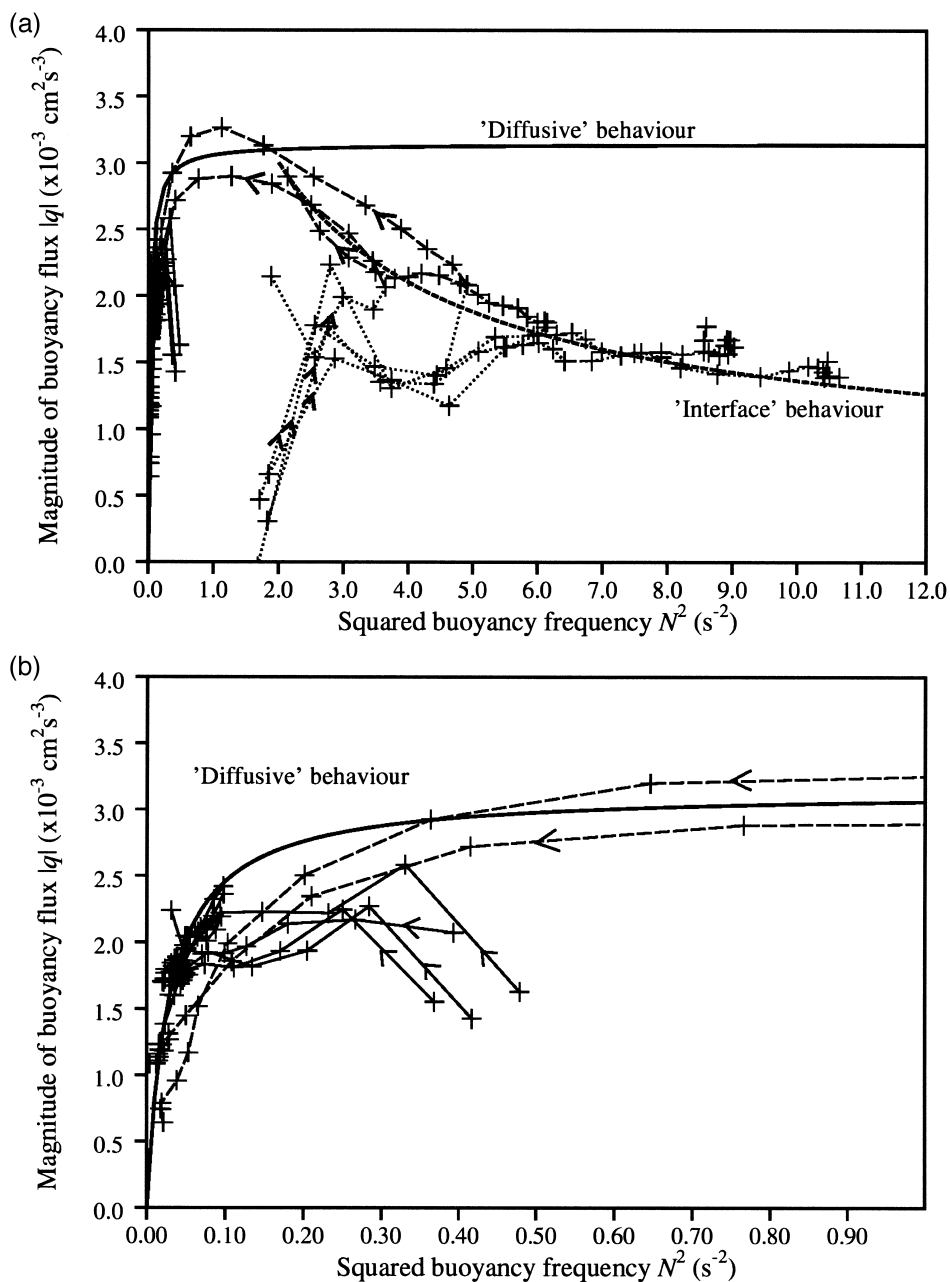 (a)
4.0
3.5
3.0
2.5
2.0
1.5
1.0
0.5
0.0
Magnitude of buoyancy flux |q| (x10⁻³ cm²s⁻³)
'Diffusive' behaviour
'Interface' behaviour
0.0 1.0 2.0 3.0 4.0 5.0 6.0 7.0 8.0 9.0 10.0 11.0 12.0
Squared buoyancy frequency N² (s⁻²)
(b)
4.0
3.5
3.0
2.5
2.0
1.5
1.0
0.5
0.0
Magnitude of buoyancy flux |q| (x10⁻³ cm²s⁻³)
'Diffusive' behaviour
0.00 0.10 0.20 0.30 0.40 0.50 0.60 0.70 0.80 0.90
Squared buoyancy frequency N² (s⁻²)